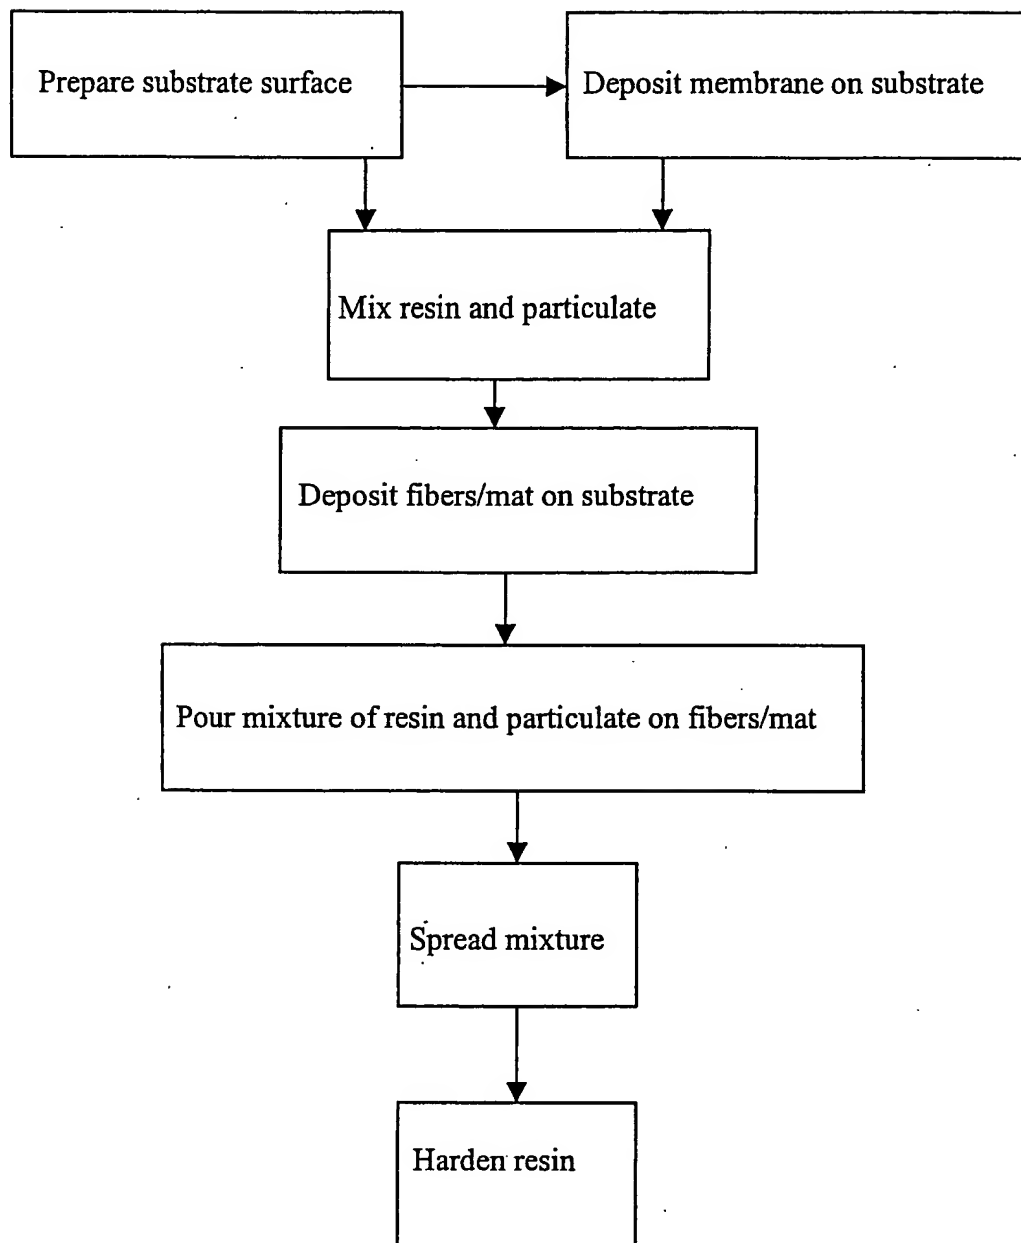 Prepare substrate surface
Deposit membrane on substrate
Mix resin and particulate
Deposit fibers/mat on substrate
Pour mixture of resin and particulate on fibers/mat
Spread mixture
Harden resin